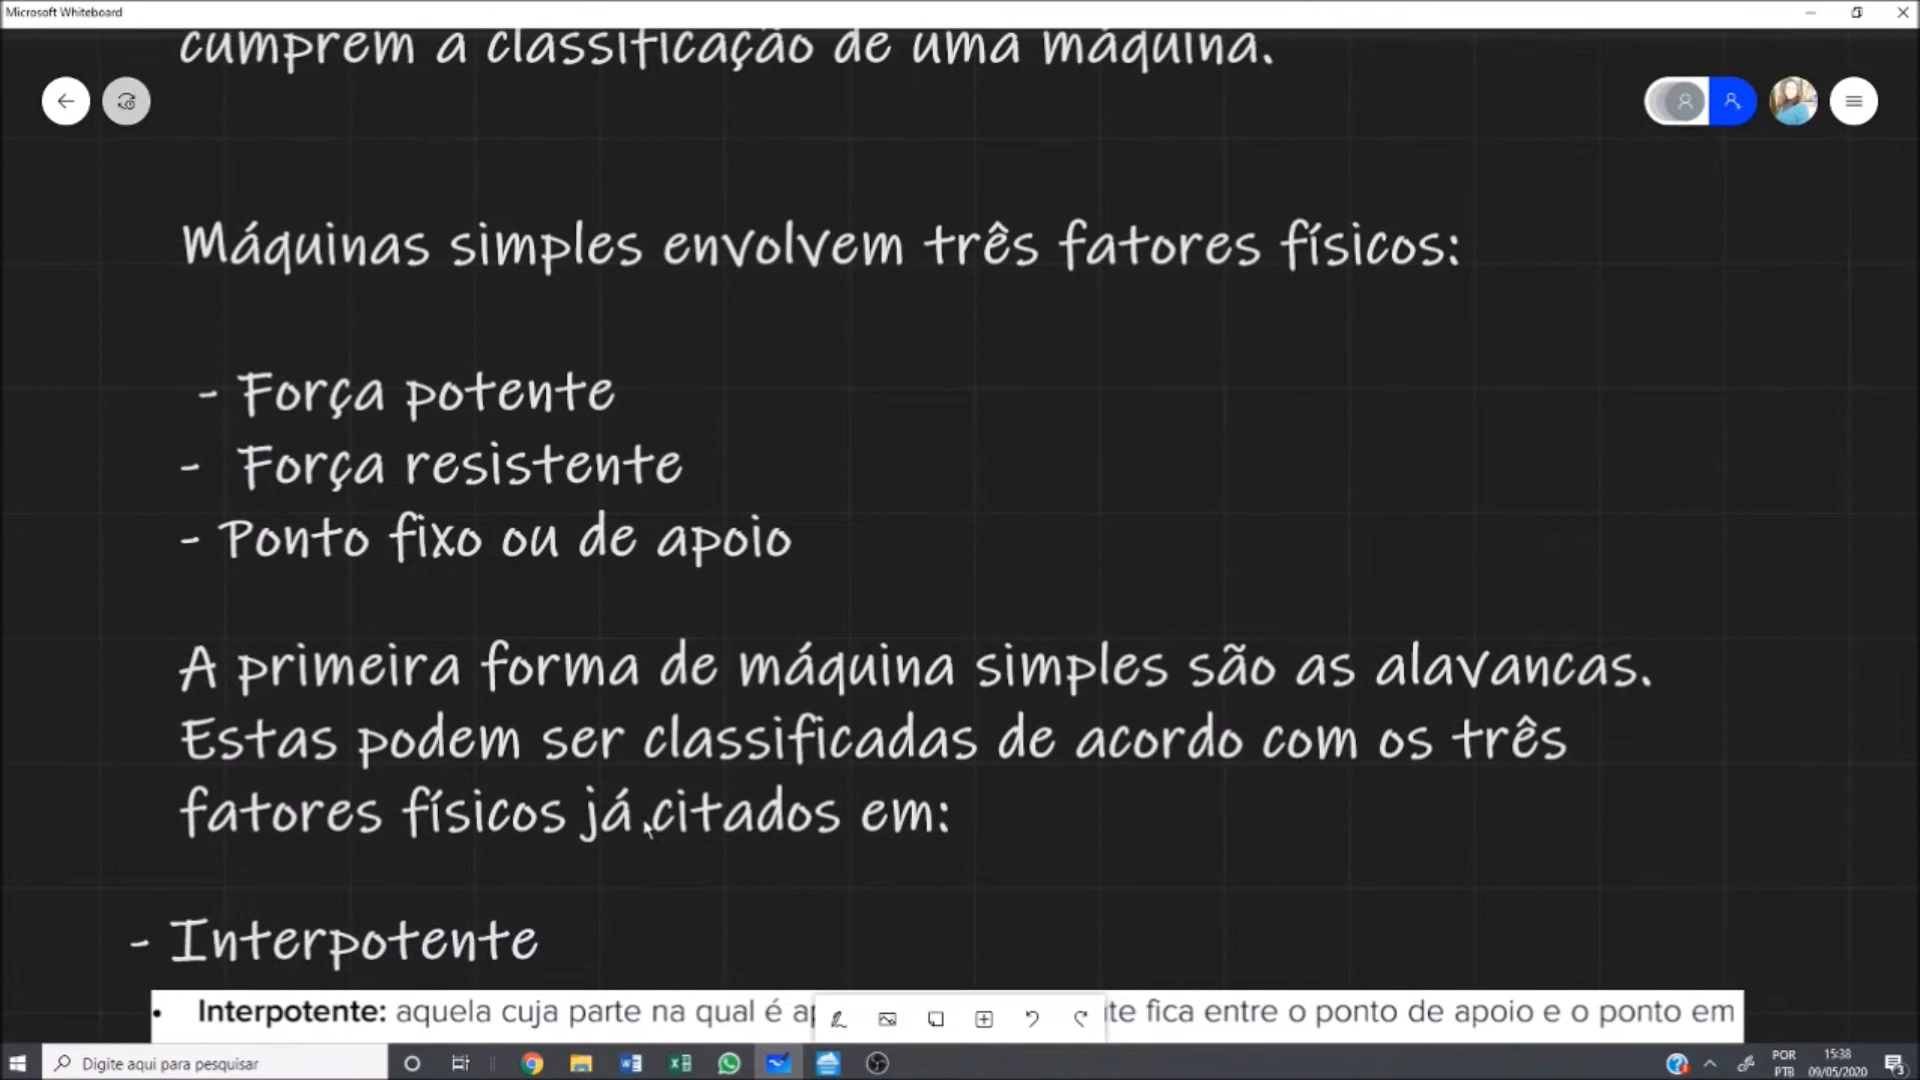 Microsoft Whiteboard
cumprem a classificação de uma máquina.
Máquinas simples envolvem três fatores físicos:
- Força potente
- Força resistente
- Ponto fixo ou de apoio
A primeira forma de máquina simples são as alavancas.
Estas podem ser classificadas de acordo com os três
fatores físicos já citados em:
- Interpotente
• Interpotente: aquela cuja parte na qual é fica entre o ponto de apoio e o ponto em
Digite aqui para pesquisar
POR
PTB
15:38
09/05/2020
3